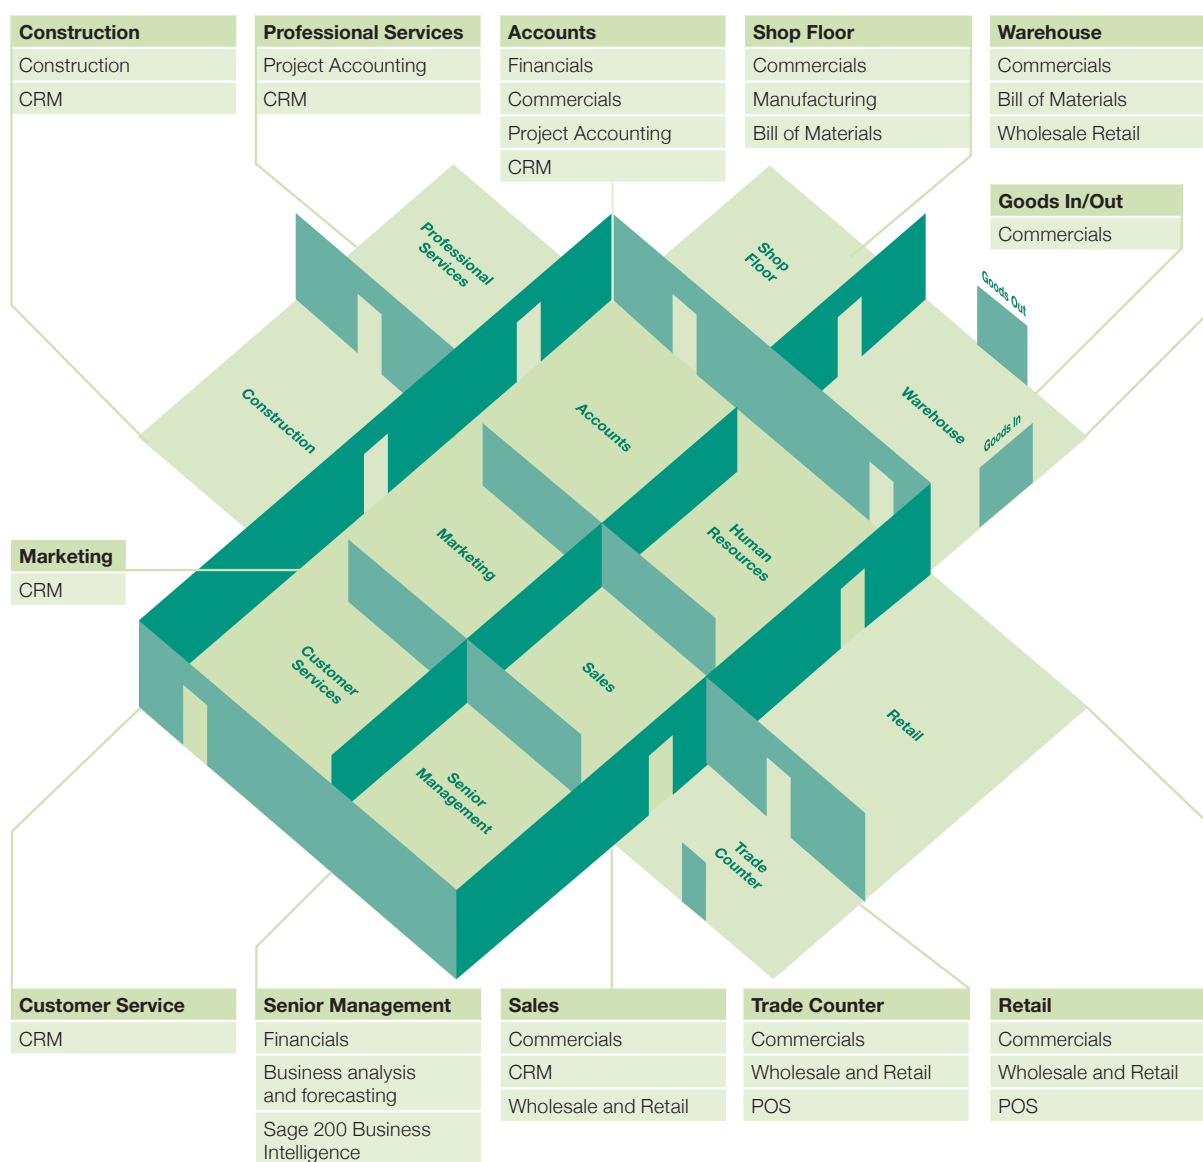 Construction
Construction
CRM
Professional Services
Project Accounting
CRM
Accounts
Financials
Commercials
Project Accounting
CRM
Shop Floor
Commercials
Manufacturing
Bill of Materials
Warehouse
Commercials
Bill of Materials
Wholesale Retail
Goods In/Out
Commercials
Professional
Services
Shop
Floor
Goods Out
Construction
Accounts
Warehouse
Goods In
Marketing
CRM
Marketing
Human
Resources
Customer
Services
Sales
Retail
Senior
Management
Trade
Counter
Customer Service
CRM
Senior Management
Financials
Business analysis
and forecasting
Sage 200 Business
Intelligence
Sales
Commercials
CRM
Wholesale and Retail
Trade Counter
Commercials
Wholesale and Retail
POS
Retail
Commercials
Wholesale and Retail
POS